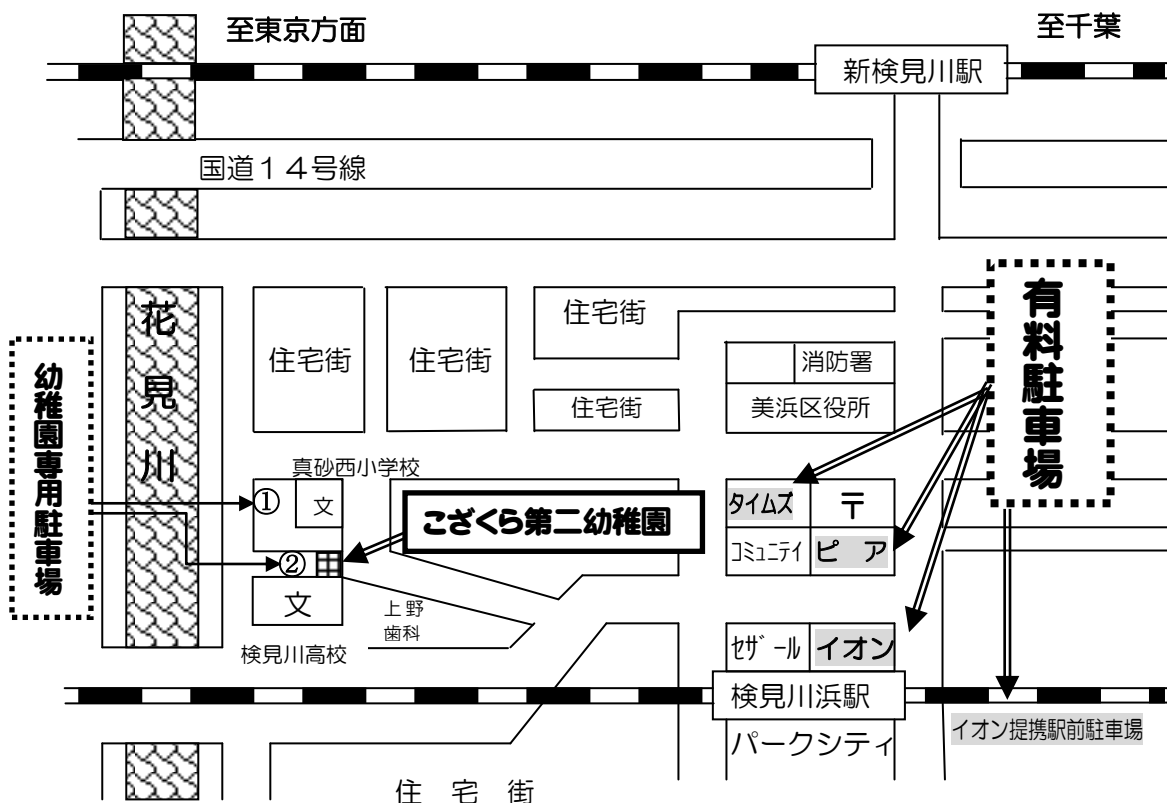 至東京方面
至千葉
新検見川駅
国道14号線
有料駐車場
幼稚園専用駐車場
花見川
住宅街
住宅街
住宅街
住宅街
消防署
美浜区役所
真砂西小学校
①
文
こざくら第二幼稚園
タイムズ
〒
コミュニテイ
ピア
②
文
上野
歯科
検見川高校
セザール
イオン
検見川浜駅
イオン提携駅前駐車場
パークシティ
住宅街